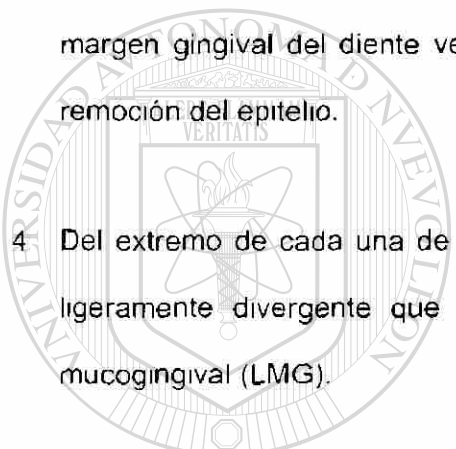 margen gingival del diente ve
remoción del epitelio.
VERITATIS
4 Del extremo de cada una de
ligeramente divergente que
mucogingival (LMG).